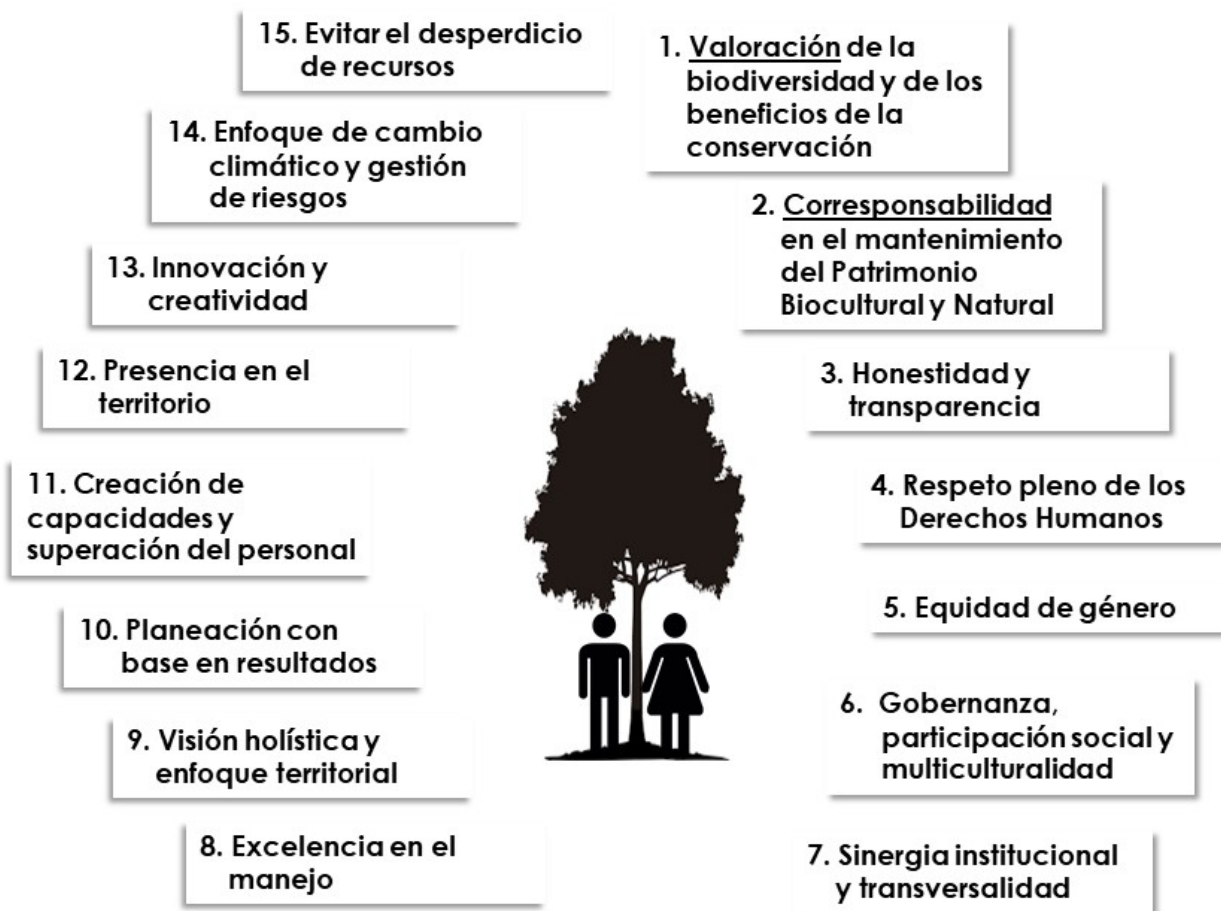 1. Valoración de la
biodiversidad y de los
beneficios de la
conservación
2. Corresponsabilidad
en el mantenimiento
del Patrimonio
Biocultural y Natural
3. Honestidad y
transparencia
4. Respeto pleno de los
Derechos Humanos
5. Equidad de género
6. Gobernanza,
participación social y
multiculturalidad
7. Sinergia institucional
y transversalidad
8. Excelencia en el
manejo
9. Visión holística y
enfoque territorial
10. Planeación con
base en resultados
11. Creación de
capacidades y
superación del personal
12. Presencia en el
territorio
13. Innovación y
creatividad
14. Enfoque de cambio
climático y gestión
de riesgos
15. Evitar el desperdicio
de recursos